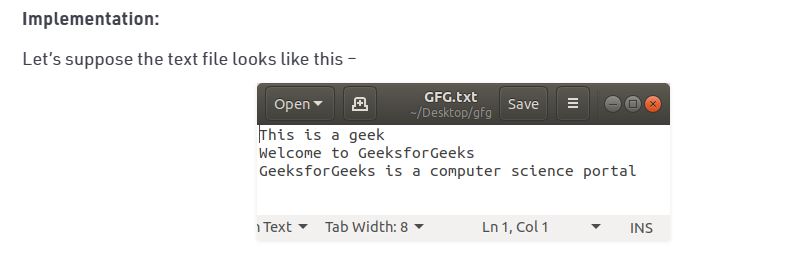 Implementation:
Let's suppose the text file looks like this –
Open GFG.txt Save
~/Desktop/gfg
This is a geek
Welcome to GeeksforGeeks
GeeksforGeeks is a computer science portal
Text Tab Width: 8 Ln 1, Col 1 INS